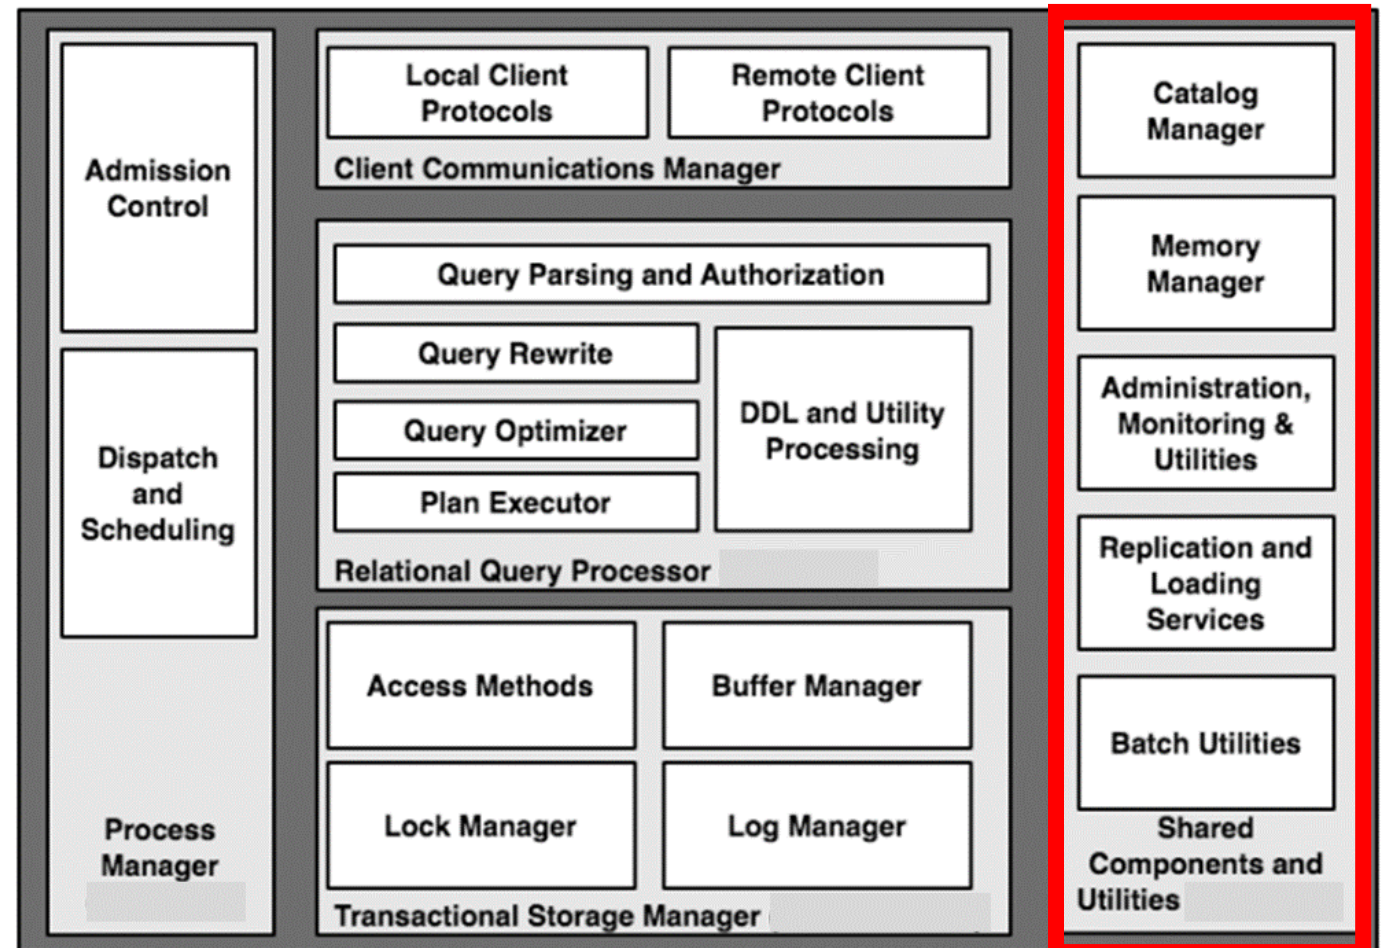 Admission
Control
Dispatch
and
Scheduling
Process
Manager
Local Client
Protocols
Remote Client
Protocols
Client Communications Manager
Query Parsing and Authorization
Query Rewrite
Query Optimizer
Plan Executor
DDL and Utility
Processing
Relational Query Processor
Access Methods
Buffer Manager
Lock Manager
Log Manager
Transactional Storage Manager
Catalog
Manager
Memory
Manager
Administration,
Monitoring &
Utilities
Replication and
Loading
Services
Batch Utilities
Shared
Components and
Utilities